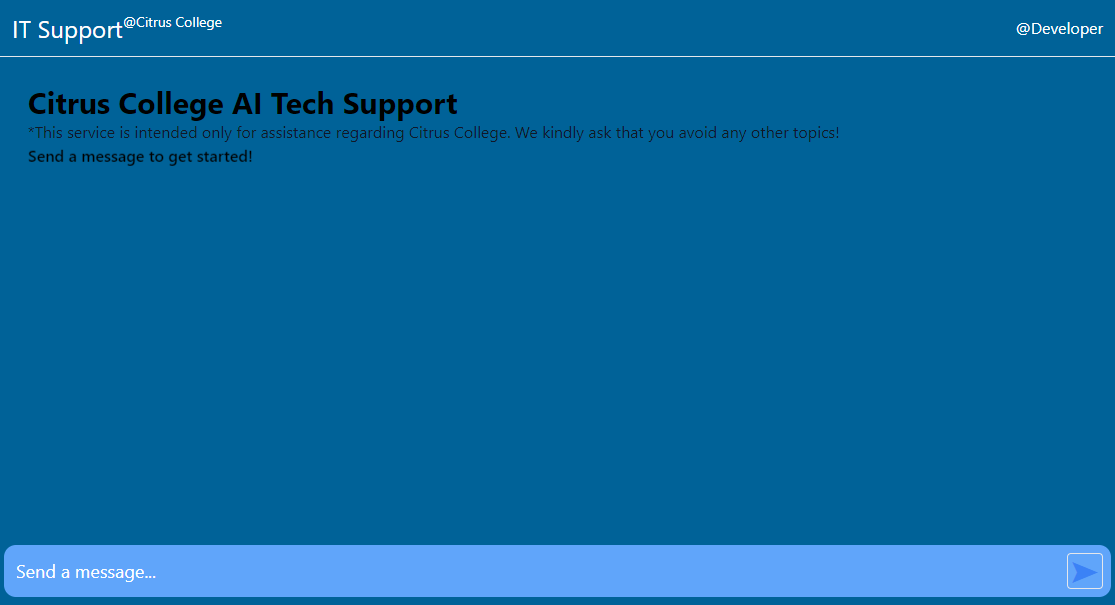 IT Support@Citrus College
@Developer
Citrus College AI Tech Support
*This service is intended only for assistance regarding Citrus College. We kindly ask that you avoid any other topics!
Send a message to get started!
Send a message...